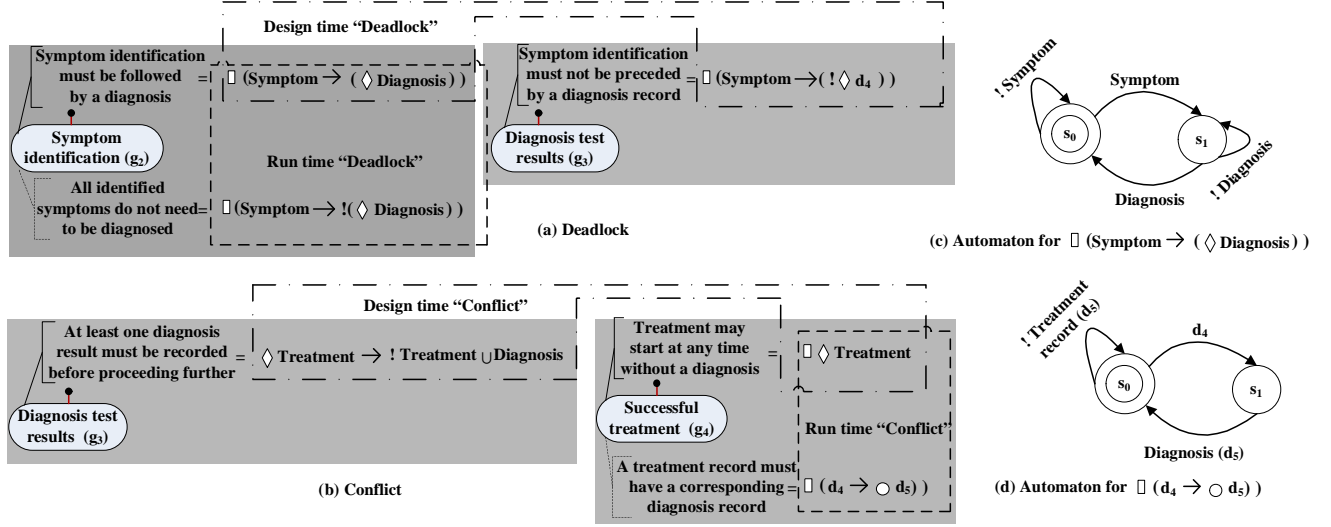 Design time “Deadlock”
Symptom identification
must be followed
by a diagnosis
= □ (Symptom → ( ◇ Diagnosis ) )
Symptom
identification (g2)
Run time “Deadlock”
All identified
symptoms do not need
to be diagnosed
= □ (Symptom → !( ◇ Diagnosis) )
Symptom identification
must not be preceded
by a diagnosis record
= □ (Symptom →( ! ◇ d4 ) )
Diagnosis test
results (g3)
(a) Deadlock
! Symptom
Symptom
s0
s1
! Diagnosis
Diagnosis
(c) Automaton for □ (Symptom → ( ◇ Diagnosis) )
Design time “Conflict”
At least one diagnosis
result must be recorded
before proceeding further
= ◇ Treatment → ! Treatment ∪ Diagnosis
Diagnosis test
results (g3)
(b) Conflict
Treatment may
start at any time
without a diagnosis
= □ ◇ Treatment
Successful
treatment (g4)
Run time “Conflict”
A treatment record must
have a corresponding
diagnosis record
= □ ( d4 → ○ d5) )
! Treatment
record (d5)
d4
s0
s1
Diagnosis (d5)
(d) Automaton for □ (d4 → ○ d5) )